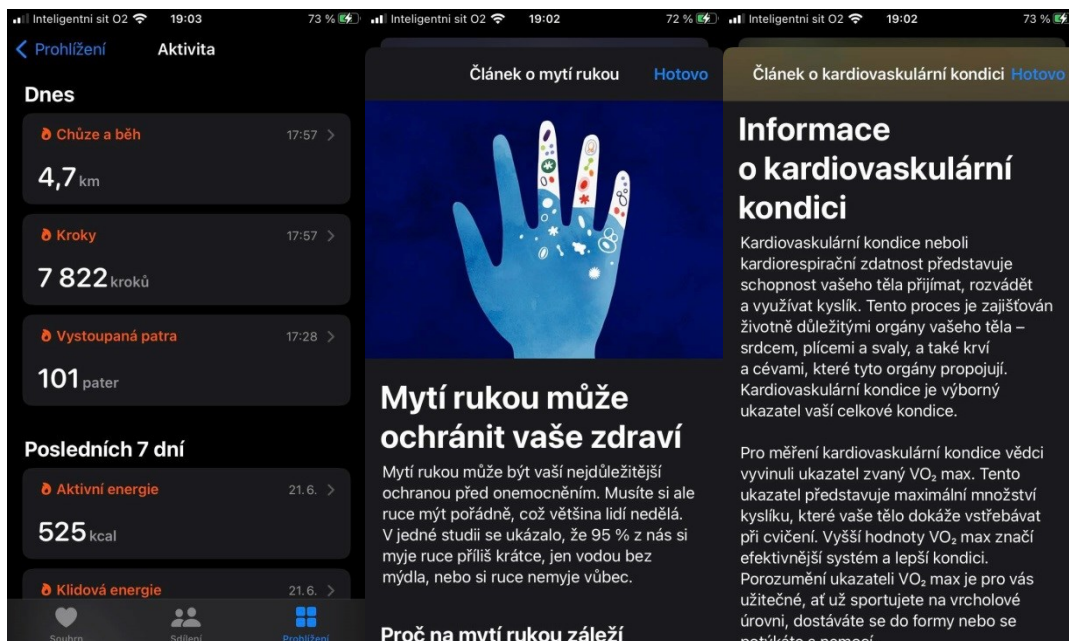 Inteligentni sit O2 19:03 73 %
Prohlížení Aktivita
Dnes
Chůze a běh 17:57
4,7 km
Kroky 17:57
7 822 kroků
Vystoupaná patra 17:28
101 pater
Posledních 7 dní
Aktivní energie 21. 6.
525 kcal
Klidová energie 21. 6.
Souhrn Sdílení Prohlížení
Inteligentni sit O2 19:02 72 %
Článek o mytí rukou Hotovo
Mytí rukou může
ochránit vaše zdraví
Mytí rukou může být vaší nejdůležitější
ochranou před onemocněním. Musíte si ale
ruce mýt pořádně, což většina lidí nedělá.
V jedné studii se ukázalo, že 95 % z nás si
myje ruce příliš krátce, jen vodou bez
mýdla, nebo si ruce nemyje vůbec.
Proč na mytí rukou záleží
Inteligentni sit O2 19:02 73 %
Článek o kardiovaskulární kondici Hotovo
Informace
o kardiovaskulární
kondici
Kardiovaskulární kondice neboli
kardiorespirační zdatnost představuje
schopnost vašeho těla přijímat, rozvádět
a využívat kyslík. Tento proces je zajišťován
životně důležitými orgány vašeho těla –
srdcem, plícemi a svaly, a také krví
a cévami, které tyto orgány propojují.
Kardiovaskulární kondice je výborný
ukazatel vaší celkové kondice.
Pro měření kardiovaskulární kondice vědci
vyvinuli ukazatel zvaný VO₂ max. Tento
ukazatel představuje maximální množství
kyslíku, které vaše tělo dokáže vstřebávat
při cvičení. Vyšší hodnoty VO₂ max značí
efektivnější systém a lepší kondici.
Porozumění ukazateli VO₂ max je pro vás
užitečné, ať už sportujete na vrcholové
úrovni, dostáváte se do formy nebo se